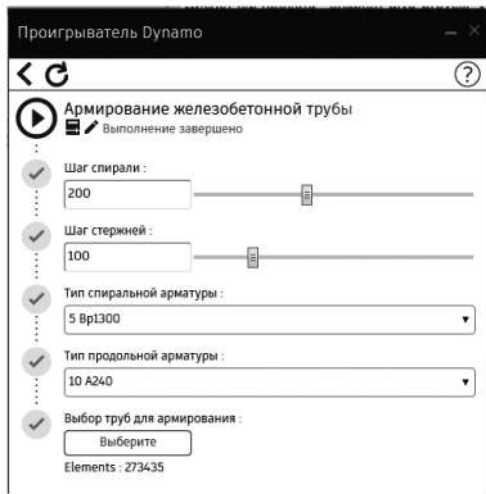 Проигрыватель Dynamo
Армирование железобетонной трубы
Выполнение завершено
Шаг спирали :
200
Шаг стержней :
100
Тип спиральной арматуры :
5 Вр1300
Тип продольной арматуры :
10 А240
Выбор труб для армирования :
Выберите
Elements : 273435